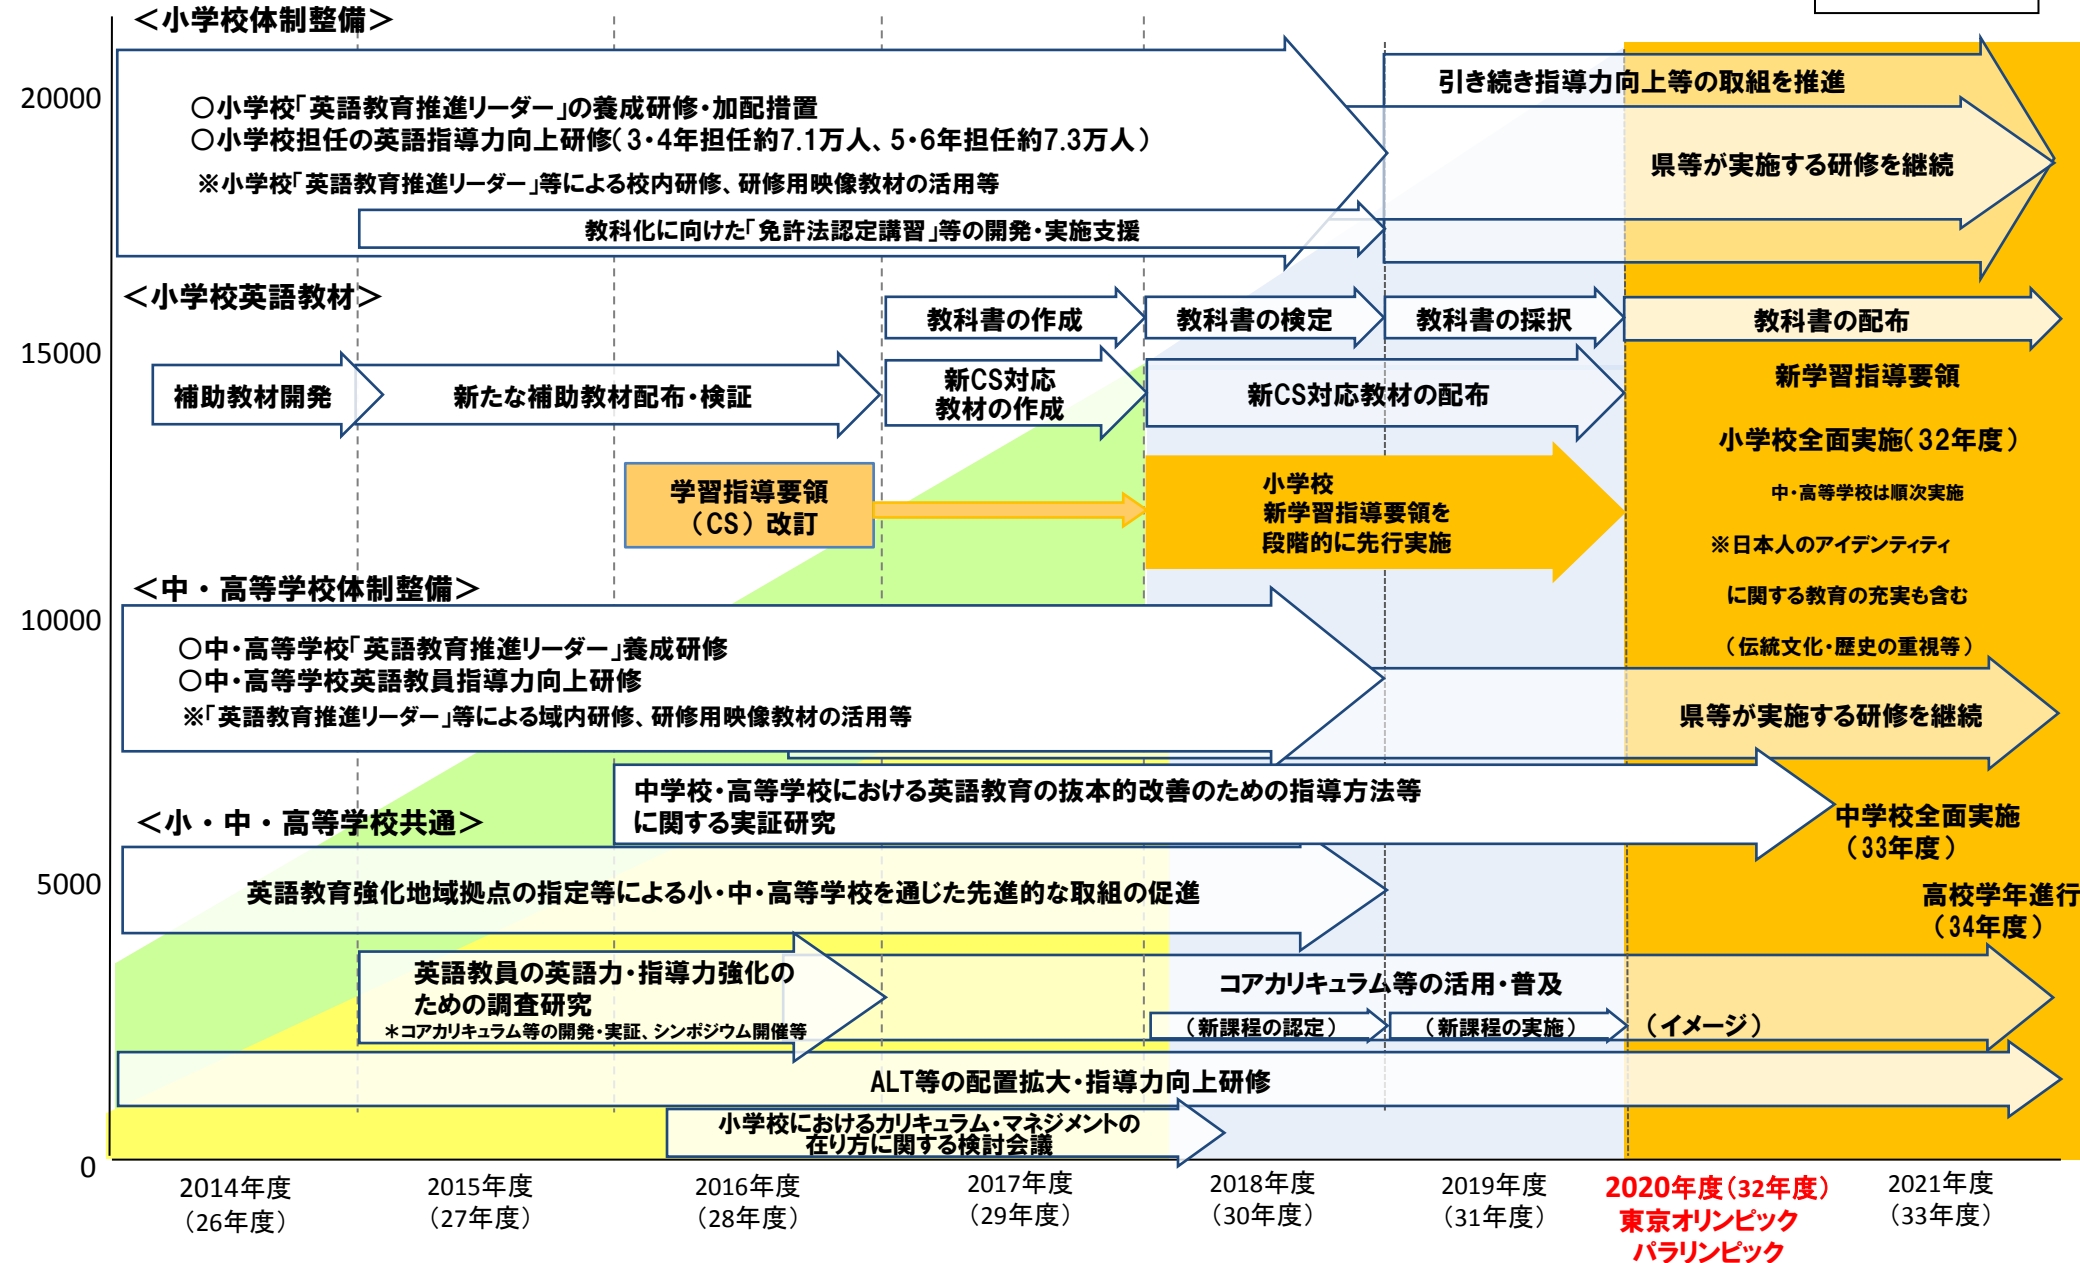 ＜小学校体制整備＞
○小学校「英語教育推進リーダー」の養成研修・加配措置
○小学校担任の英語指導力向上研修（3・4年担任約7.1万人、5・6年担任約7.3万人）
※小学校「英語教育推進リーダー」等による校内研修、研修用映像教材の活用等
教科化に向けた「免許法認定講習」等の開発・実施支援
引き続き指導力向上等の取組を推進
県等が実施する研修を継続
＜小学校英語教材＞
教科書の作成
教科書の検定
教科書の採択
教科書の配布
補助教材開発
新たな補助教材配布・検証
新CS対応
教材の作成
新CS対応教材の配布
学習指導要領
（CS）改訂
小学校
新学習指導要領を
段階的に先行実施
新学習指導要領
小学校全面実施（32年度）
中・高等学校は順次実施
※日本人のアイデンティティ
に関する教育の充実も含む
（伝統文化・歴史の重視等）
＜中・高等学校体制整備＞
○中・高等学校「英語教育推進リーダー」養成研修
○中・高等学校英語教員指導力向上研修
※「英語教育推進リーダー」等による域内研修、研修用映像教材の活用等
県等が実施する研修を継続
中学校・高等学校における英語教育の抜本的改善のための指導方法等
に関する実証研究
中学校全面実施
（33年度）
高校学年進行
（34年度）
＜小・中・高等学校共通＞
英語教育強化地域拠点の指定等による小・中・高等学校を通じた先進的な取組の促進
英語教員の英語力・指導力強化の
ための調査研究
＊コアカリキュラム等の開発・実証、シンポジウム開催等
コアカリキュラム等の活用・普及
（新課程の認定）
（新課程の実施）
（イメージ）
ALT等の配置拡大・指導力向上研修
小学校におけるカリキュラム・マネジメントの
在り方に関する検討会議
20000
15000
10000
5000
0
2014年度
（26年度）
2015年度
（27年度）
2016年度
（28年度）
2017年度
（29年度）
2018年度
（30年度）
2019年度
（31年度）
2020年度（32年度）
東京オリンピック
パラリンピック
2021年度
（33年度）